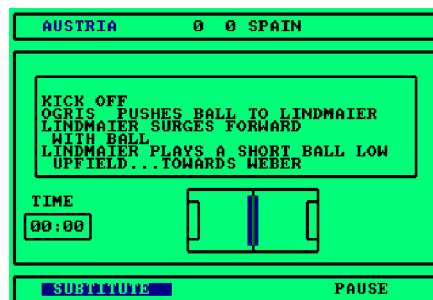 AUSTRIA 0 0 SPAIN
KICK OFF
OGRIS PUSHES BALL TO LINDMAIER
LINDMAIER SURGES FORWARD
WITH BALL
LINDMAIER PLAYS A SHORT BALL LOW
UPFIELD...TOWARDS WEBER
TIME
00:00
SUBTITUTE PAUSE